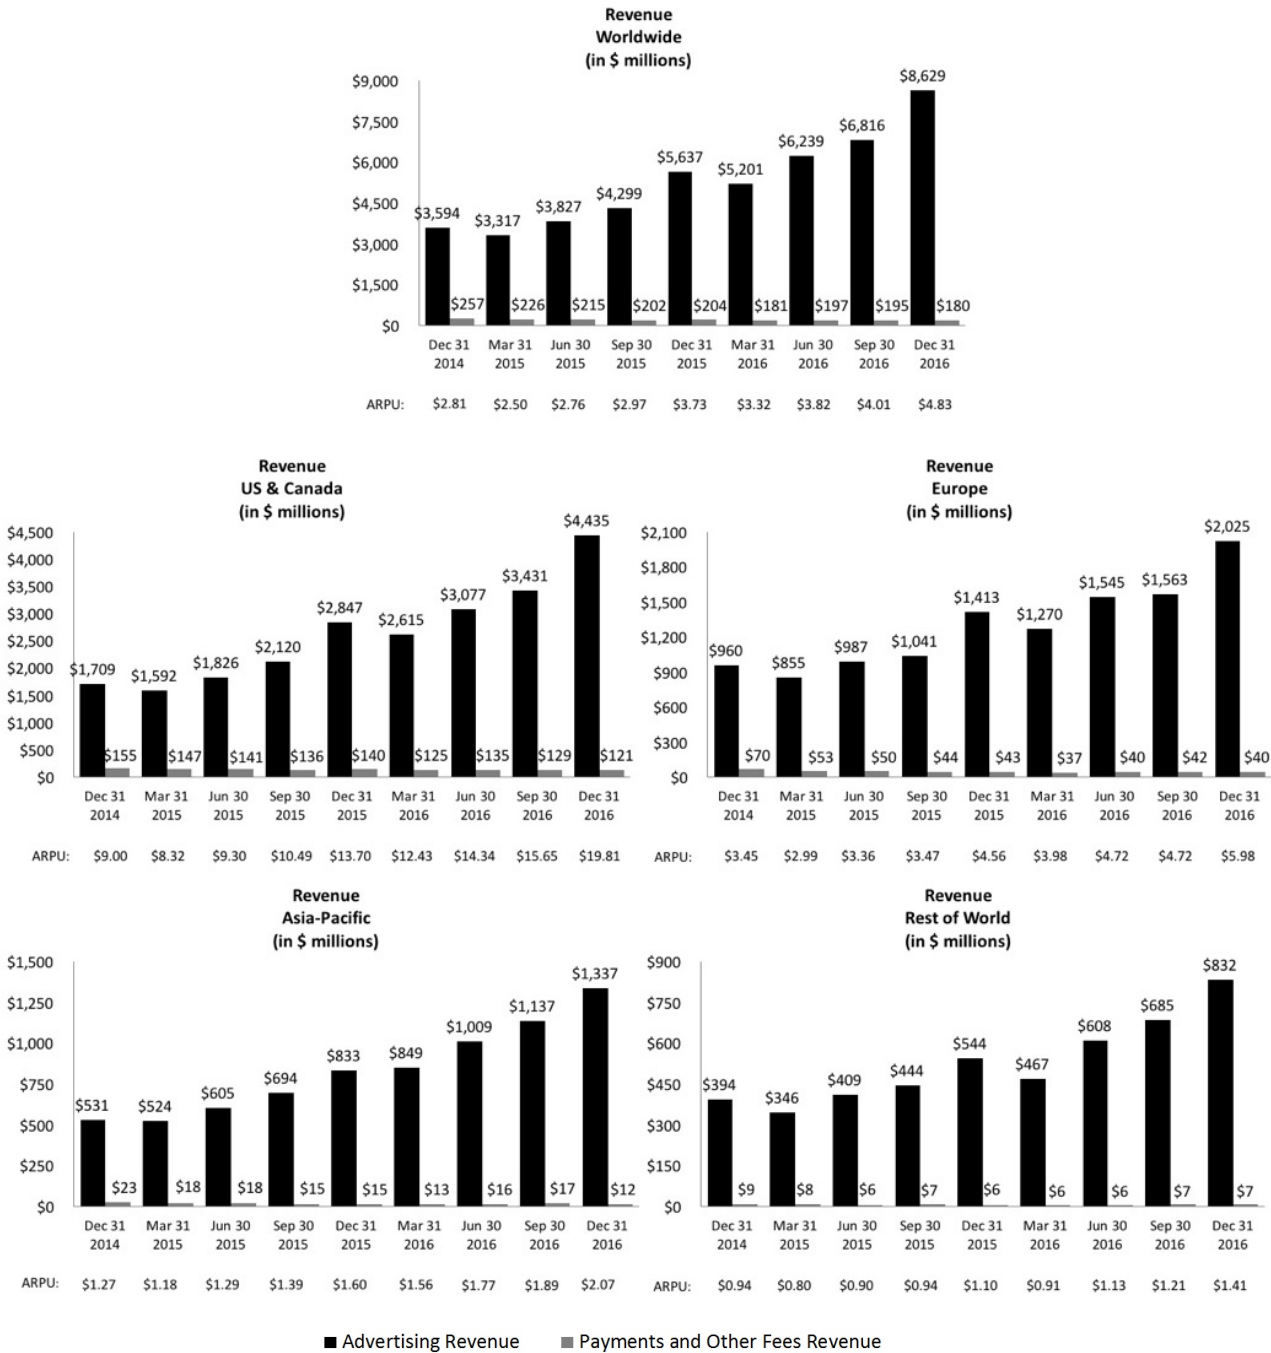 Revenue
Worldwide
(in $ millions)
$9,000
$7,500
$6,000
$4,500
$3,000
$1,500
$0
$3,594 $3,317 $3,827 $4,299 $5,637 $5,201 $6,239 $6,816 $8,629
$257 $226 $215 $202 $204 $181 $197 $195 $180
Dec 31 Mar 31 Jun 30 Sep 30 Dec 31 Mar 31 Jun 30 Sep 30 Dec 31
2014 2015 2015 2015 2015 2016 2016 2016 2016
ARPU: $2.81 $2.50 $2.76 $2.97 $3.73 $3.32 $3.82 $4.01 $4.83
Revenue
US & Canada
(in $ millions)
$4,500
$4,000
$3,500
$3,000
$2,500
$2,000
$1,500
$1,000
$500
$0
$1,709 $1,592 $1,826 $2,120 $2,847 $2,615 $3,077 $3,431 $4,435
$155 $147 $141 $136 $140 $125 $135 $129 $121
Dec 31 Mar 31 Jun 30 Sep 30 Dec 31 Mar 31 Jun 30 Sep 30 Dec 31
2014 2015 2015 2015 2015 2016 2016 2016 2016
ARPU: $9.00 $8.32 $9.30 $10.49 $13.70 $12.43 $14.34 $15.65 $19.81
Revenue
Europe
(in $ millions)
$2,100
$1,800
$1,500
$1,200
$900
$600
$300
$0
$960 $855 $987 $1,041 $1,413 $1,270 $1,545 $1,563 $2,025
$70 $53 $50 $44 $43 $37 $40 $42 $40
Dec 31 Mar 31 Jun 30 Sep 30 Dec 31 Mar 31 Jun 30 Sep 30 Dec 31
2014 2015 2015 2015 2015 2016 2016 2016 2016
ARPU: $3.45 $2.99 $3.36 $3.47 $4.56 $3.98 $4.72 $4.72 $5.98
Revenue
Asia-Pacific
(in $ millions)
$1,500
$1,250
$1,000
$750
$500
$250
$0
$531 $524 $605 $694 $833 $849 $1,009 $1,137 $1,337
$23 $18 $18 $15 $15 $13 $16 $17 $12
Dec 31 Mar 31 Jun 30 Sep 30 Dec 31 Mar 31 Jun 30 Sep 30 Dec 31
2014 2015 2015 2015 2015 2016 2016 2016 2016
ARPU: $1.27 $1.18 $1.29 $1.39 $1.60 $1.56 $1.77 $1.89 $2.07
Revenue
Rest of World
(in $ millions)
$900
$750
$600
$450
$300
$150
$0
$394 $346 $409 $444 $544 $467 $608 $685 $832
$9 $8 $6 $7 $6 $6 $6 $7 $7
Dec 31 Mar 31 Jun 30 Sep 30 Dec 31 Mar 31 Jun 30 Sep 30 Dec 31
2014 2015 2015 2015 2015 2016 2016 2016 2016
ARPU: $0.94 $0.80 $0.90 $0.94 $1.10 $0.91 $1.13 $1.21 $1.41
Advertising Revenue Payments and Other Fees Revenue